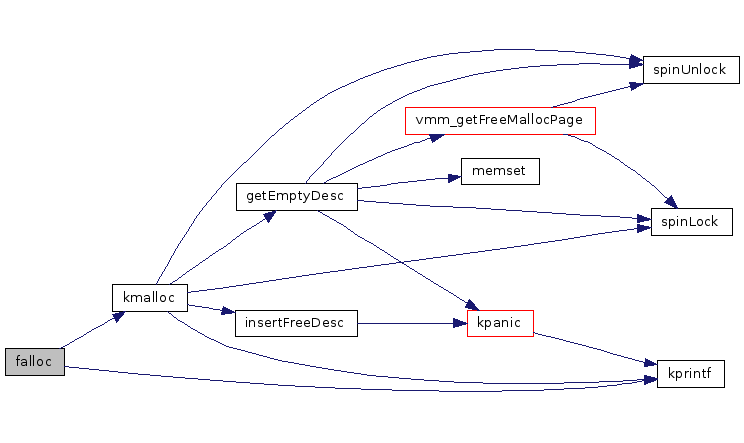 spinUnlock
vmm_getFreeMallocPage
memset
getEmptyDesc
spinLock
kmalloc
insertFreeDesc
kpanic
falloc
kprintf